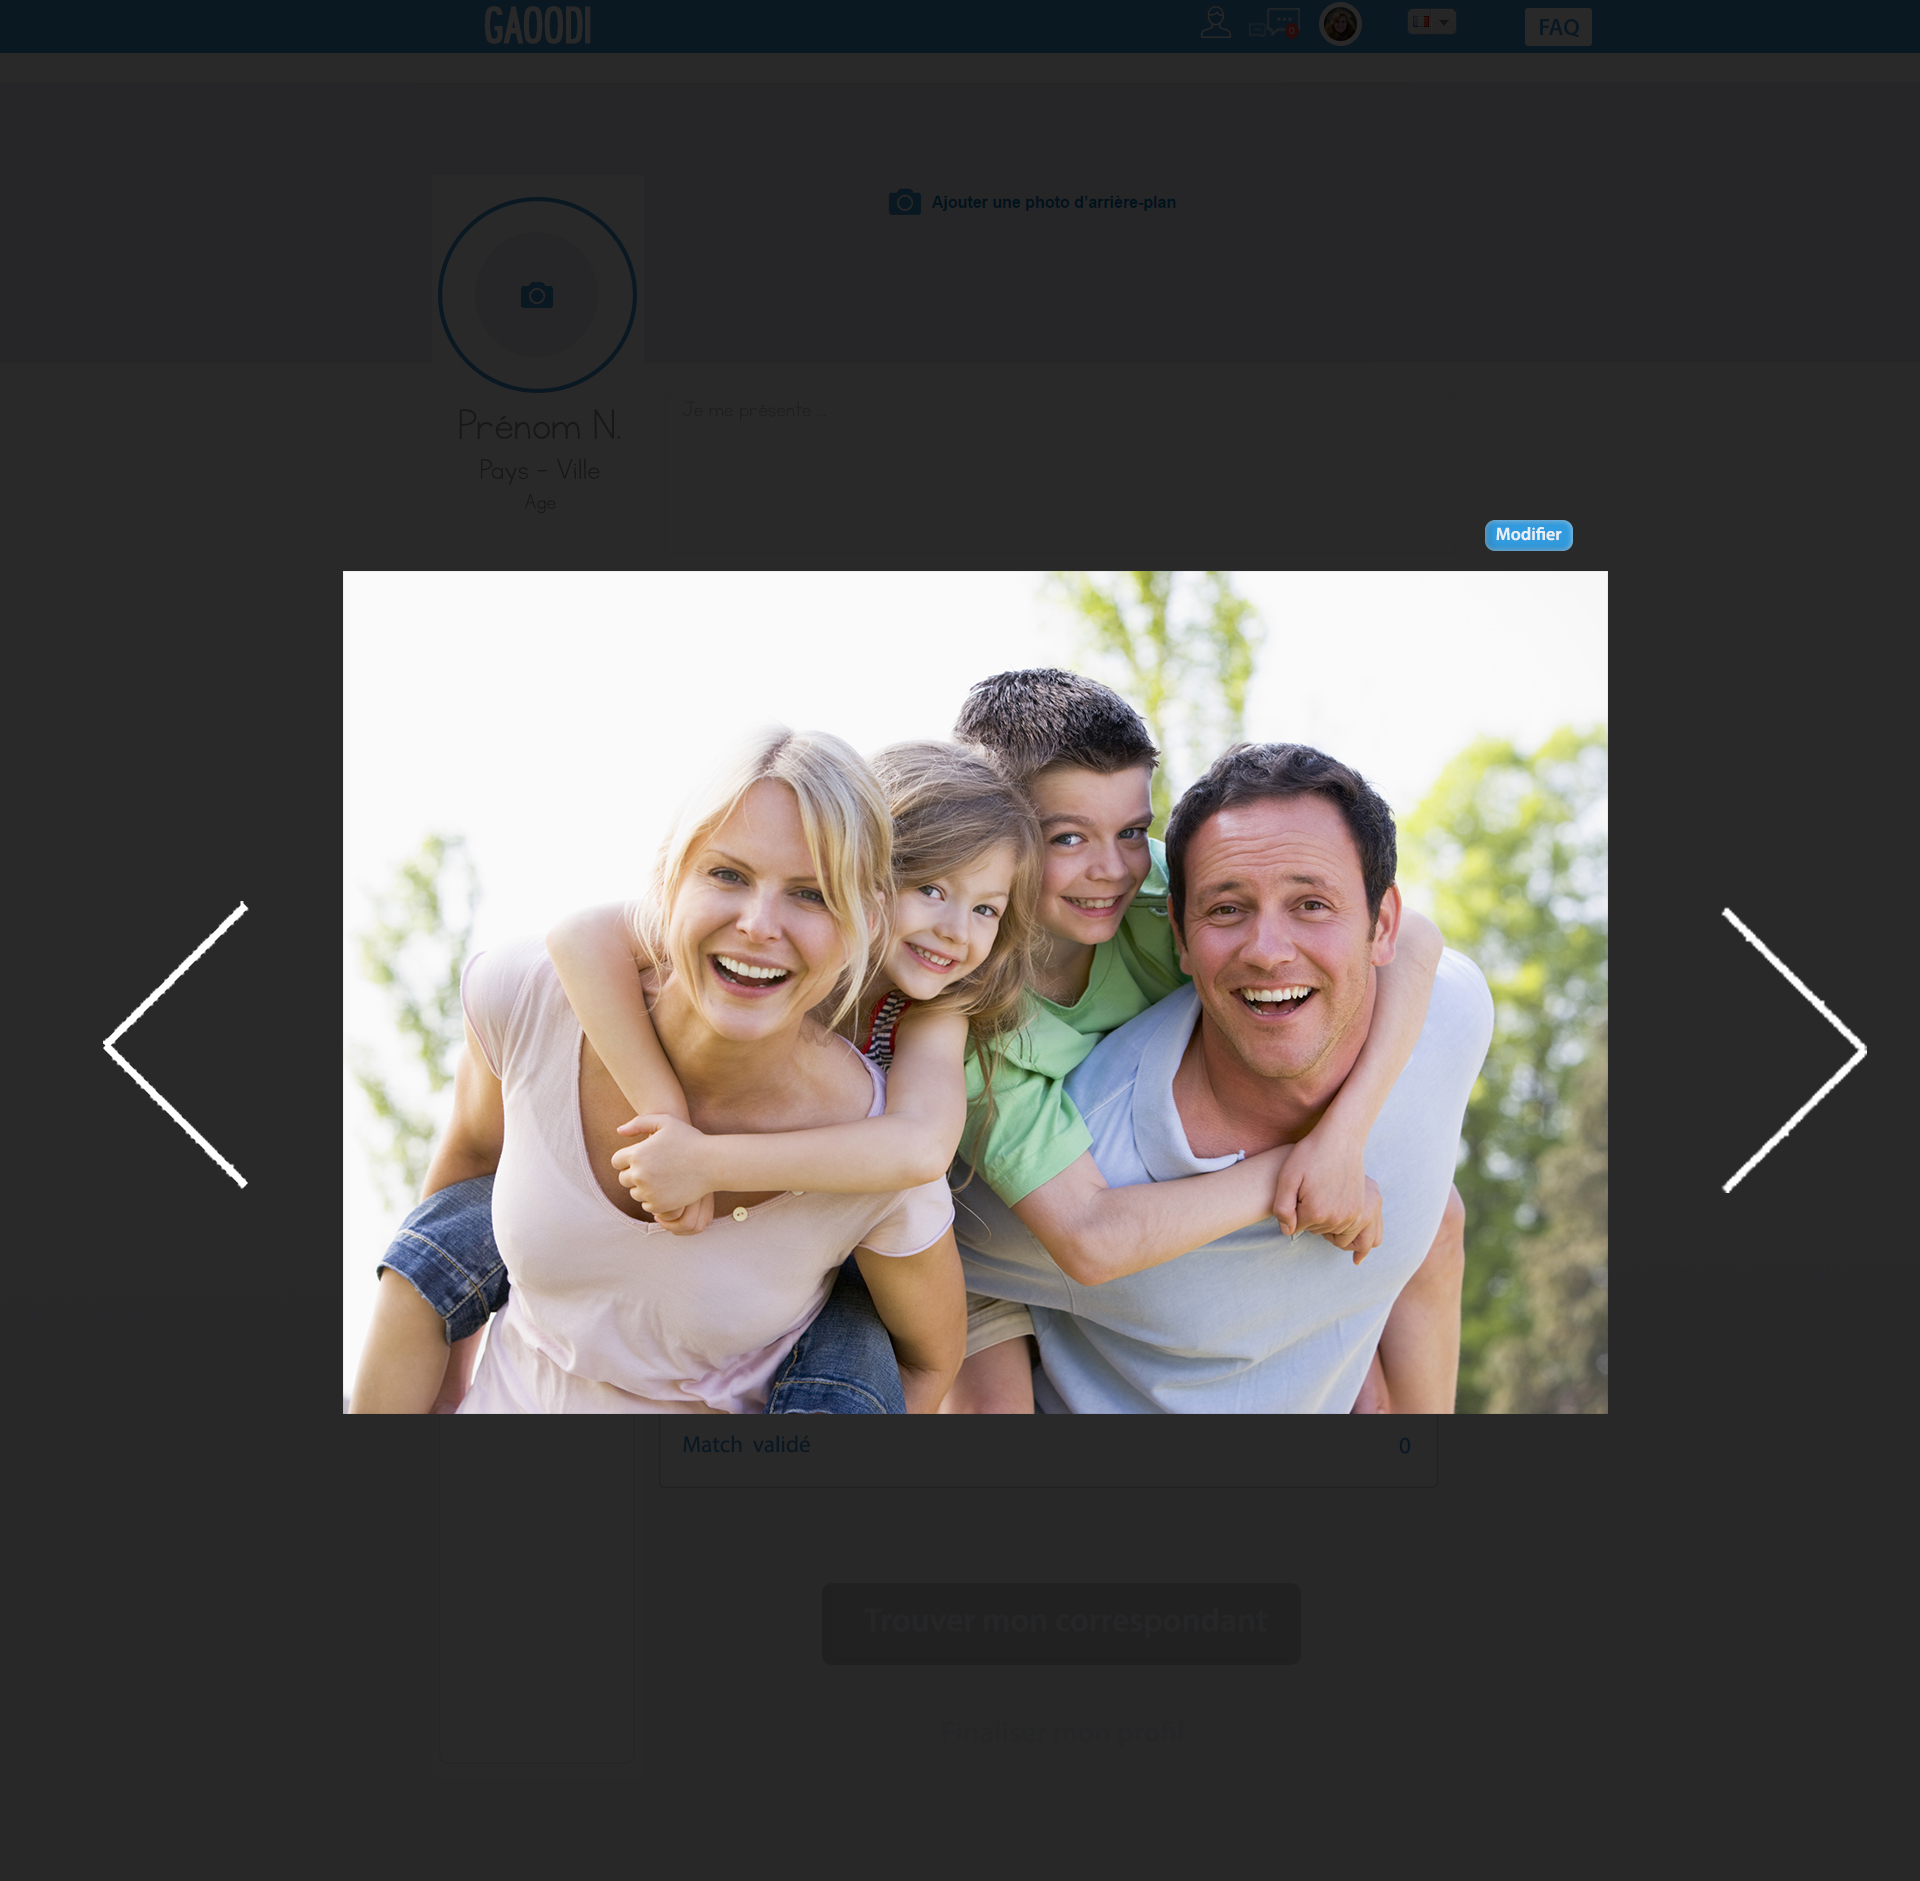 GAOODI
0
FAQ
Ajouter une photo d'arrière-plan
Prénom N.
Je me présente...
Pays - Ville
Age
Modifier
Match validé
0
Trouver mon correspondant
Finaliser mon profil